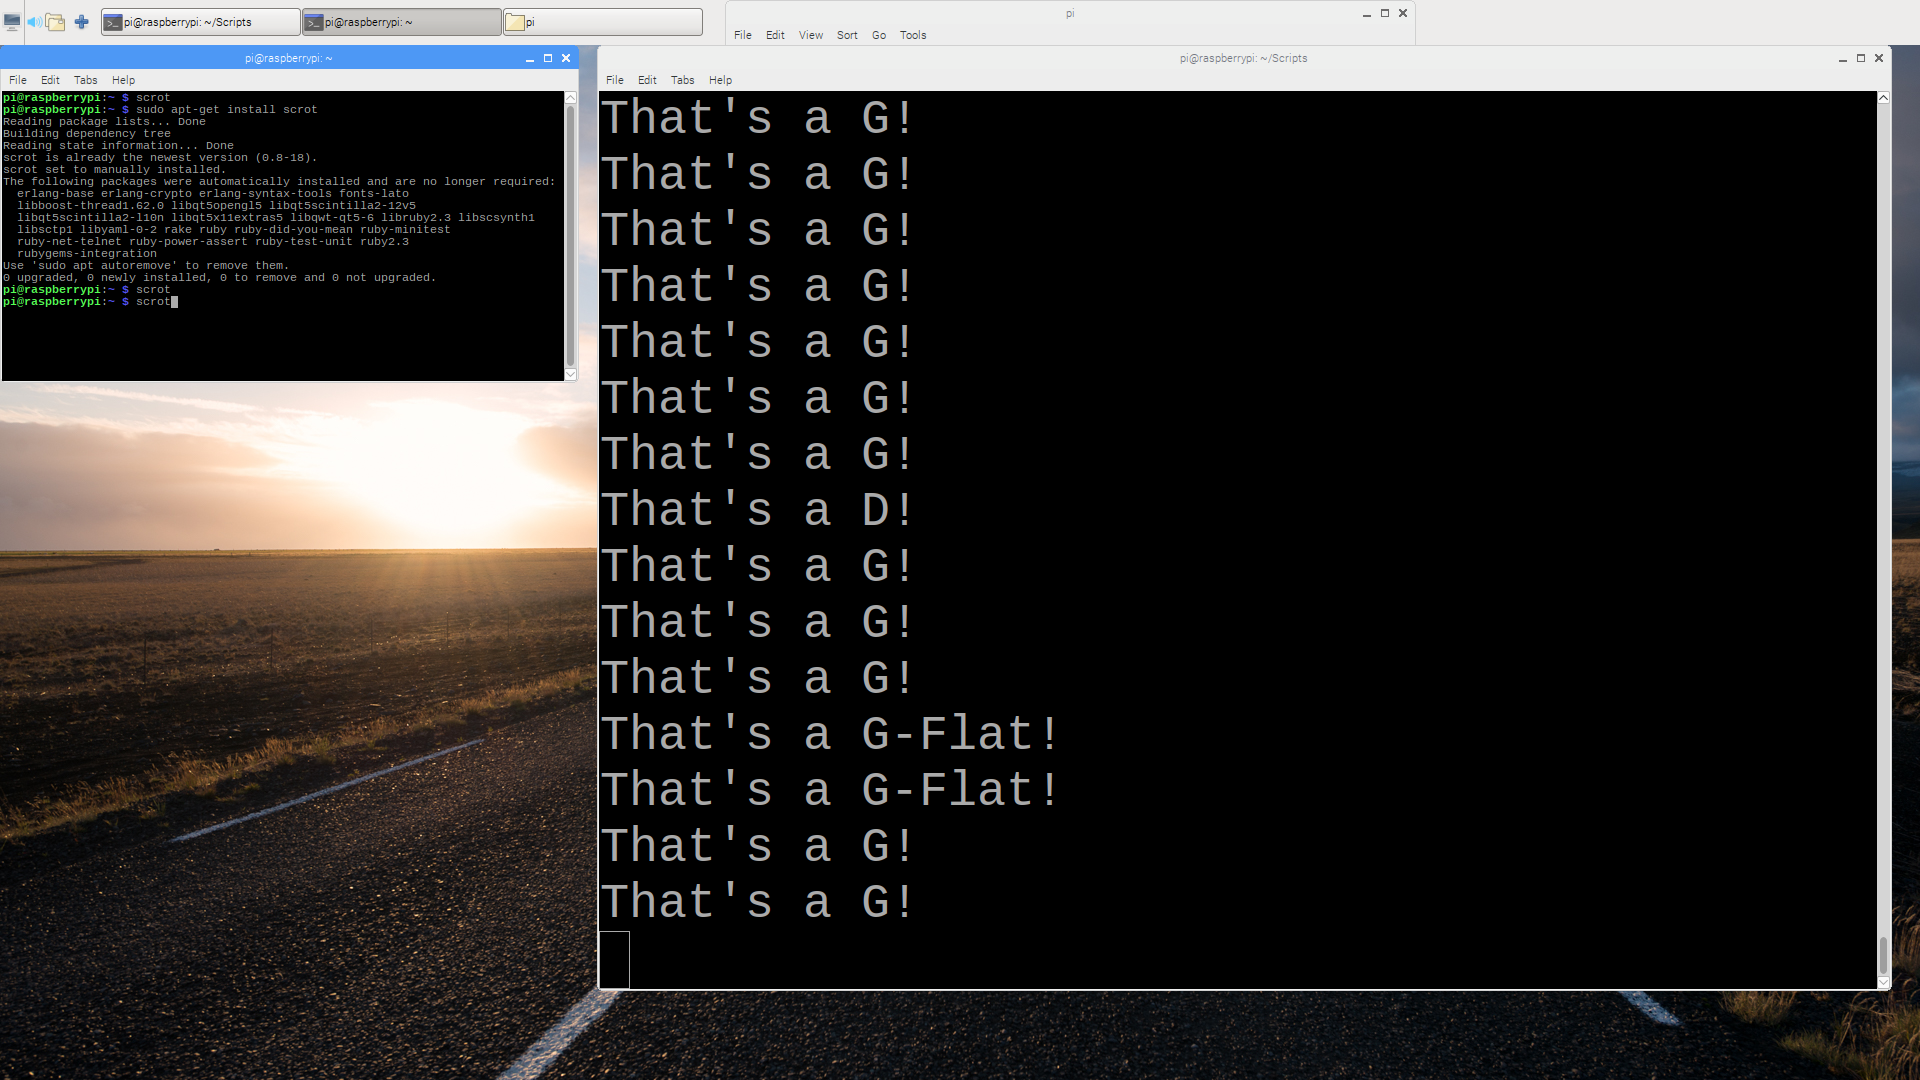 pi@raspberrypi: ~/Scripts
pi@raspberrypi: ~
pi
pi
File Edit View Sort Go Tools
pi@raspberrypi: ~
File Edit Tabs Help
pi@raspberrypi:~ $ scrot
pi@raspberrypi:~ $ sudo apt-get install scrot
Reading package lists... Done
Building dependency tree
Reading state information... Done
scrot is already the newest version (0.8-18).
scrot set to manually installed.
The following packages were automatically installed and are no longer required:
  erlang-base erlang-crypto erlang-syntax-tools fonts-lato
  libboost-thread1.62.0 libqt5opengl5 libqt5scintilla2-12v5
  libqt5scintilla2-l10n libqt5x11extras5 libqwt-qt5-6 libruby2.3 libscsynth1
  libsctp1 libyaml-0-2 rake ruby ruby-did-you-mean ruby-minitest
  ruby-net-telnet ruby-power-assert ruby-test-unit ruby2.3
  rubygems-integration
Use 'sudo apt autoremove' to remove them.
0 upgraded, 0 newly installed, 0 to remove and 0 not upgraded.
pi@raspberrypi:~ $ scrot
pi@raspberrypi:~ $ scrot
pi@raspberrypi: ~/Scripts
File Edit Tabs Help
That's a G!
That's a G!
That's a G!
That's a G!
That's a G!
That's a G!
That's a G!
That's a D!
That's a G!
That's a G!
That's a G!
That's a G-Flat!
That's a G-Flat!
That's a G!
That's a G!